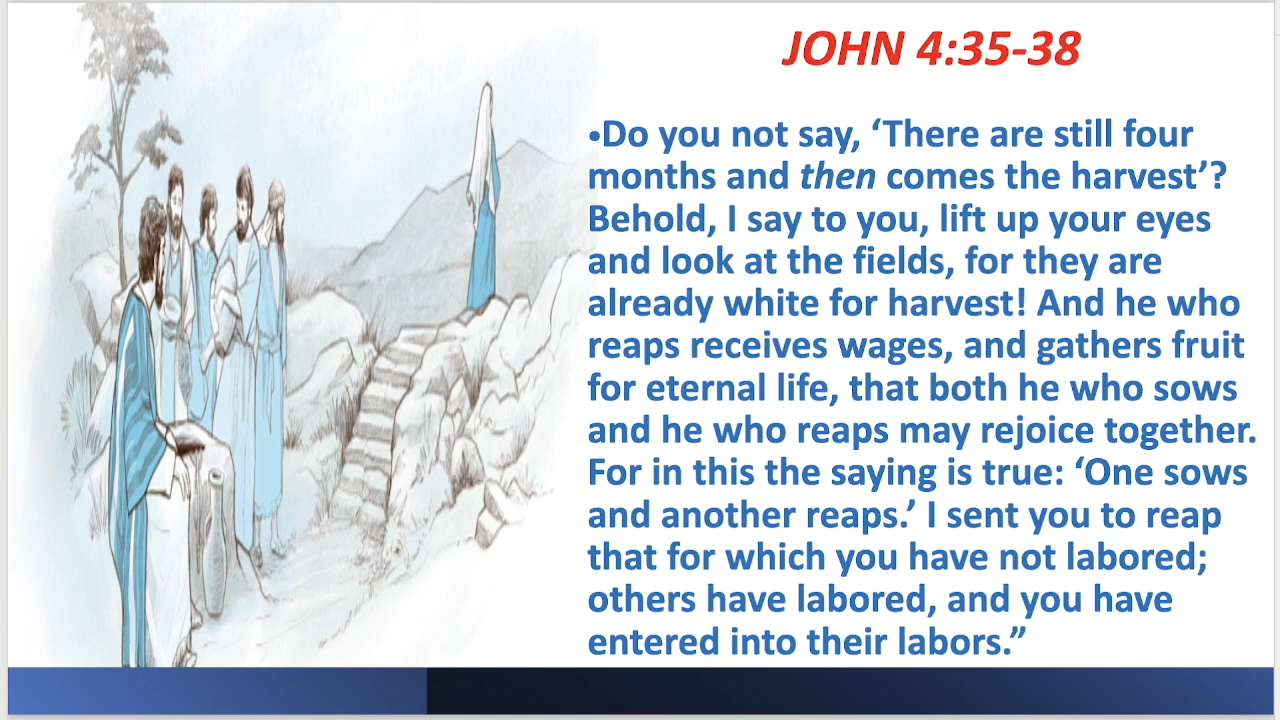 JOHN 4:35-38
•Do you not say, ‘There are still four
months and then comes the harvest’?
Behold, I say to you, lift up your eyes
and look at the fields, for they are
already white for harvest! And he who
reaps receives wages, and gathers fruit
for eternal life, that both he who sows
and he who reaps may rejoice together.
For in this the saying is true: ‘One sows
and another reaps.’ I sent you to reap
that for which you have not labored;
others have labored, and you have
entered into their labors.”